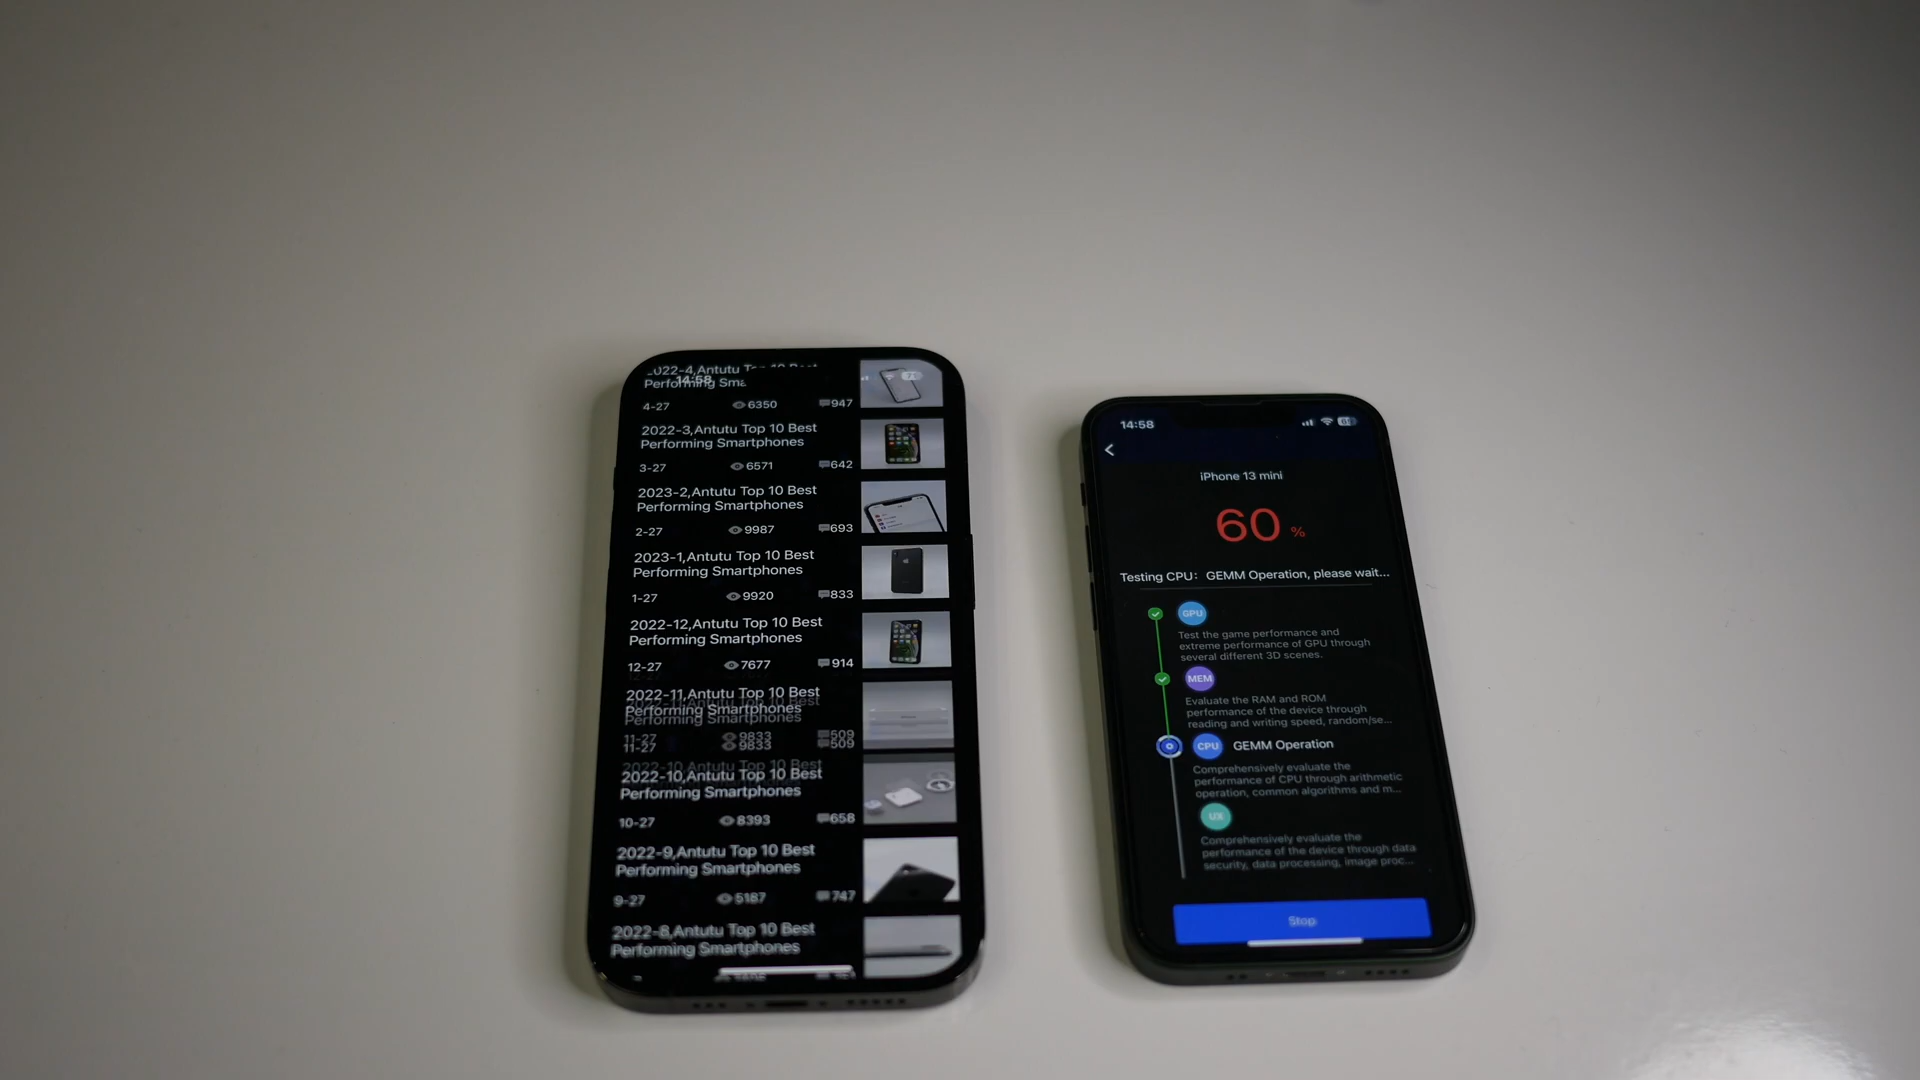 2022-4,Antutu
Performing
14:58
4-27 6350 947
2022-3,Antutu Top 10 Best
Performing Smartphones
3-27 6571 642
2023-2,Antutu Top 10 Best
Performing Smartphones
2-27 9987 693
2023-1,Antutu Top 10 Best
Performing Smartphones
1-27 9920 833
2022-12,Antutu Top 10 Best
Performing Smartphones
12-27 7677 914
2022-11,Antutu Top 10 Best
Performing Smartphones
11-27 9833 509
2022-10,Antutu Top 10 Best
Performing Smartphones
10-27 8393 658
2022-9,Antutu Top 10 Best
Performing Smartphones
9-27 5187 747
2022-8,Antutu Top 10 Best
Performing Smartphones
14:58
iPhone 13 mini
60 %
Testing CPU: GEMM Operation, please wait...
GPU
Test the game performance and
extreme performance of GPU through
several different 3D scenes.
MEM
Evaluate the RAM and ROM
performance of the device through
reading and writing speed, random/se...
CPU GEMM Operation
Comprehensively evaluate the
performance of CPU through arithmetic
operation, common algorithms and m...
UX
Comprehensively evaluate the
performance of the device through data
security, data processing, image proc...
Stop